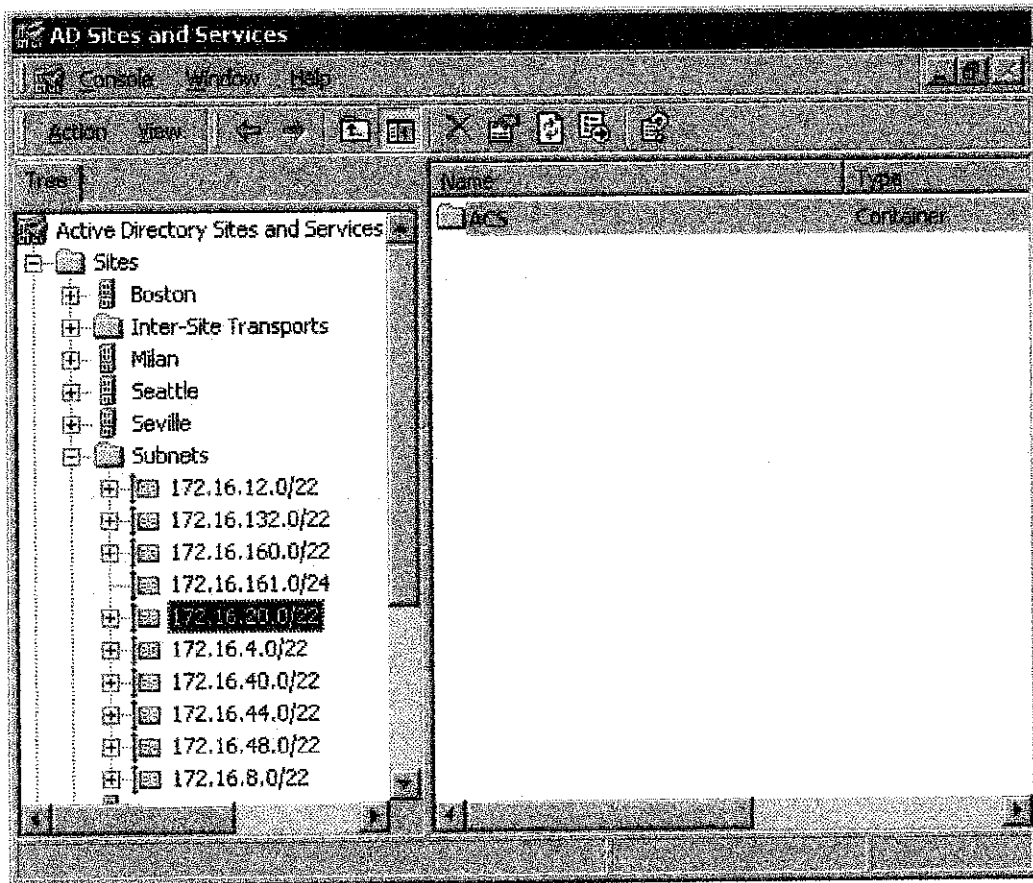 AD Sites and Services
Console Window Help
Action View
Tree
Name Type
Active Directory Sites and Services
ACS Container
Sites
Boston
Inter-Site Transports
Milan
Seattle
Seville
Subnets
172.16.12.0/22
172.16.132.0/22
172.16.160.0/22
172.16.161.0/24
172.16.20.0/22
172.16.4.0/22
172.16.40.0/22
172.16.44.0/22
172.16.48.0/22
172.16.8.0/22